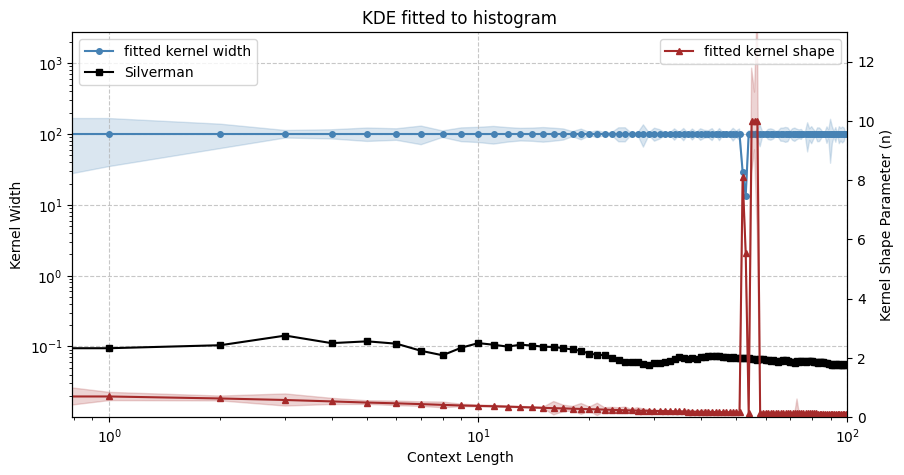 KDE fitted to histogram
fitted kernel width
Silverman
fitted kernel shape
Kernel Width
10³
10²
10¹
10⁰
10⁻¹
12
10
8
6
4
2
0
Kernel Shape Parameter (n)
10⁰
10¹
10²
Context Length